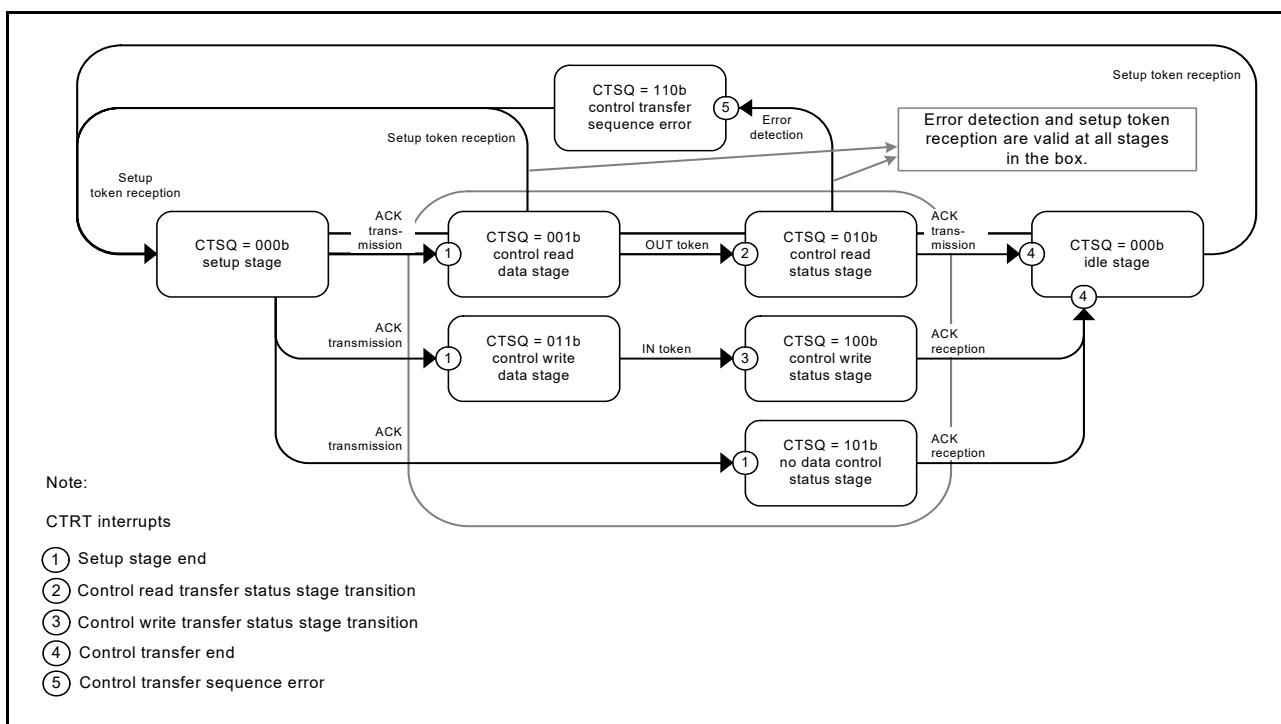 Setup token reception
CTSQ = 110b
control transfer
sequence error
5
Error
detection
Error detection and setup token
reception are valid at all stages
in the box.
Setup token reception
Setup
token reception
CTSQ = 000b
setup stage
ACK
trans-
mission
1
CTSQ = 001b
control read
data stage
OUT token
2
CTSQ = 010b
control read
status stage
ACK
trans-
mission
4
CTSQ = 000b
idle stage
4
ACK
transmission
1
CTSQ = 011b
control write
data stage
IN token
3
CTSQ = 100b
control write
status stage
ACK
reception
ACK
transmission
1
CTSQ = 101b
no data control
status stage
ACK
reception
Note:
CTRT interrupts
1 Setup stage end
2 Control read transfer status stage transition
3 Control write transfer status stage transition
4 Control transfer end
5 Control transfer sequence error